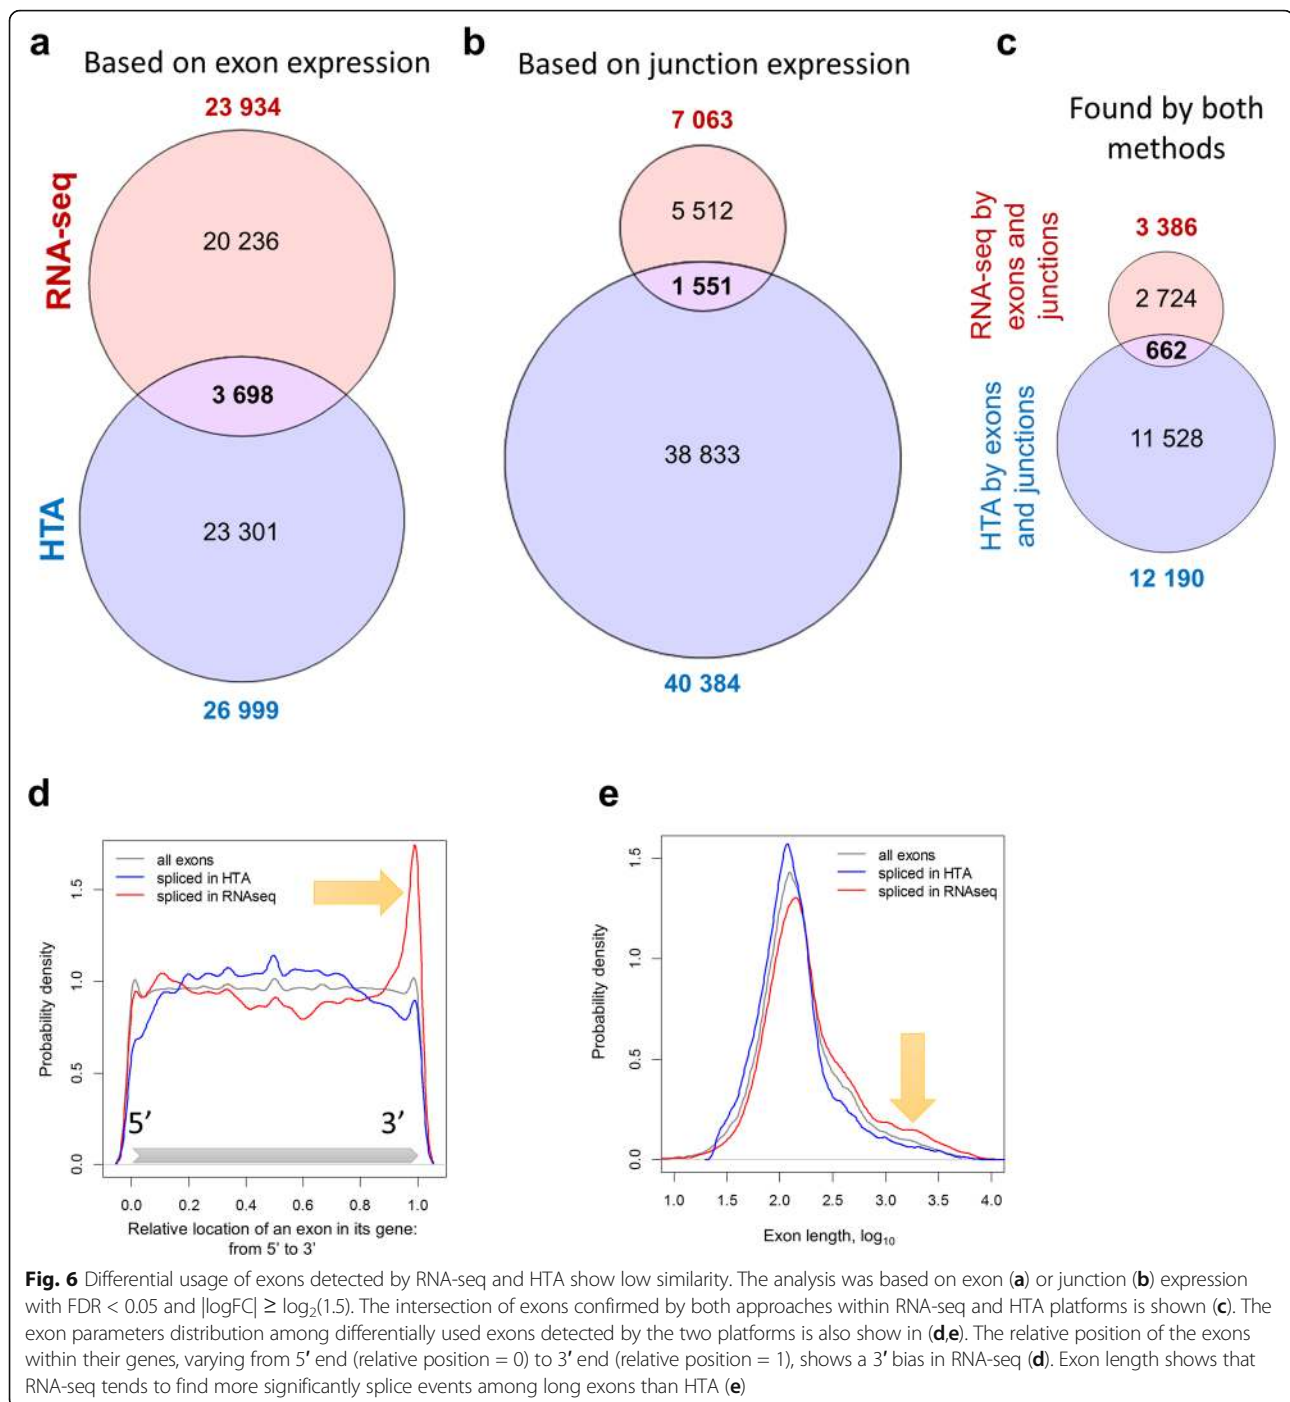 a
Based on exon expression
23 934
RNA-seq
20 236
3 698
HTA
23 301
26 999
b
Based on junction expression
7 063
5 512
1 551
38 833
40 384
c
Found by both
methods
RNA-seq by
exons and
junctions
3 386
2 724
662
HTA by exons
and junctions
11 528
12 190
d
all exons
spliced in HTA
spliced in RNAseq
Probability density
0.0
0.5
1.0
1.5
5′
3′
0.0 0.2 0.4 0.6 0.8 1.0
Relative location of an exon in its gene:
from 5' to 3'
e
all exons
spliced in HTA
spliced in RNAseq
Probability density
0.0
0.5
1.0
1.5
1.0 1.5 2.0 2.5 3.0 3.5 4.0
Exon length, log10
Fig. 6 Differential usage of exons detected by RNA-seq and HTA show low similarity. The analysis was based on exon (a) or junction (b) expression
with FDR < 0.05 and |logFC| ≥ log2(1.5). The intersection of exons confirmed by both approaches within RNA-seq and HTA platforms is shown (c). The
exon parameters distribution among differentially used exons detected by the two platforms is also show in (d,e). The relative position of the exons
within their genes, varying from 5′ end (relative position = 0) to 3′ end (relative position = 1), shows a 3′ bias in RNA-seq (d). Exon length shows that
RNA-seq tends to find more significantly splice events among long exons than HTA (e)